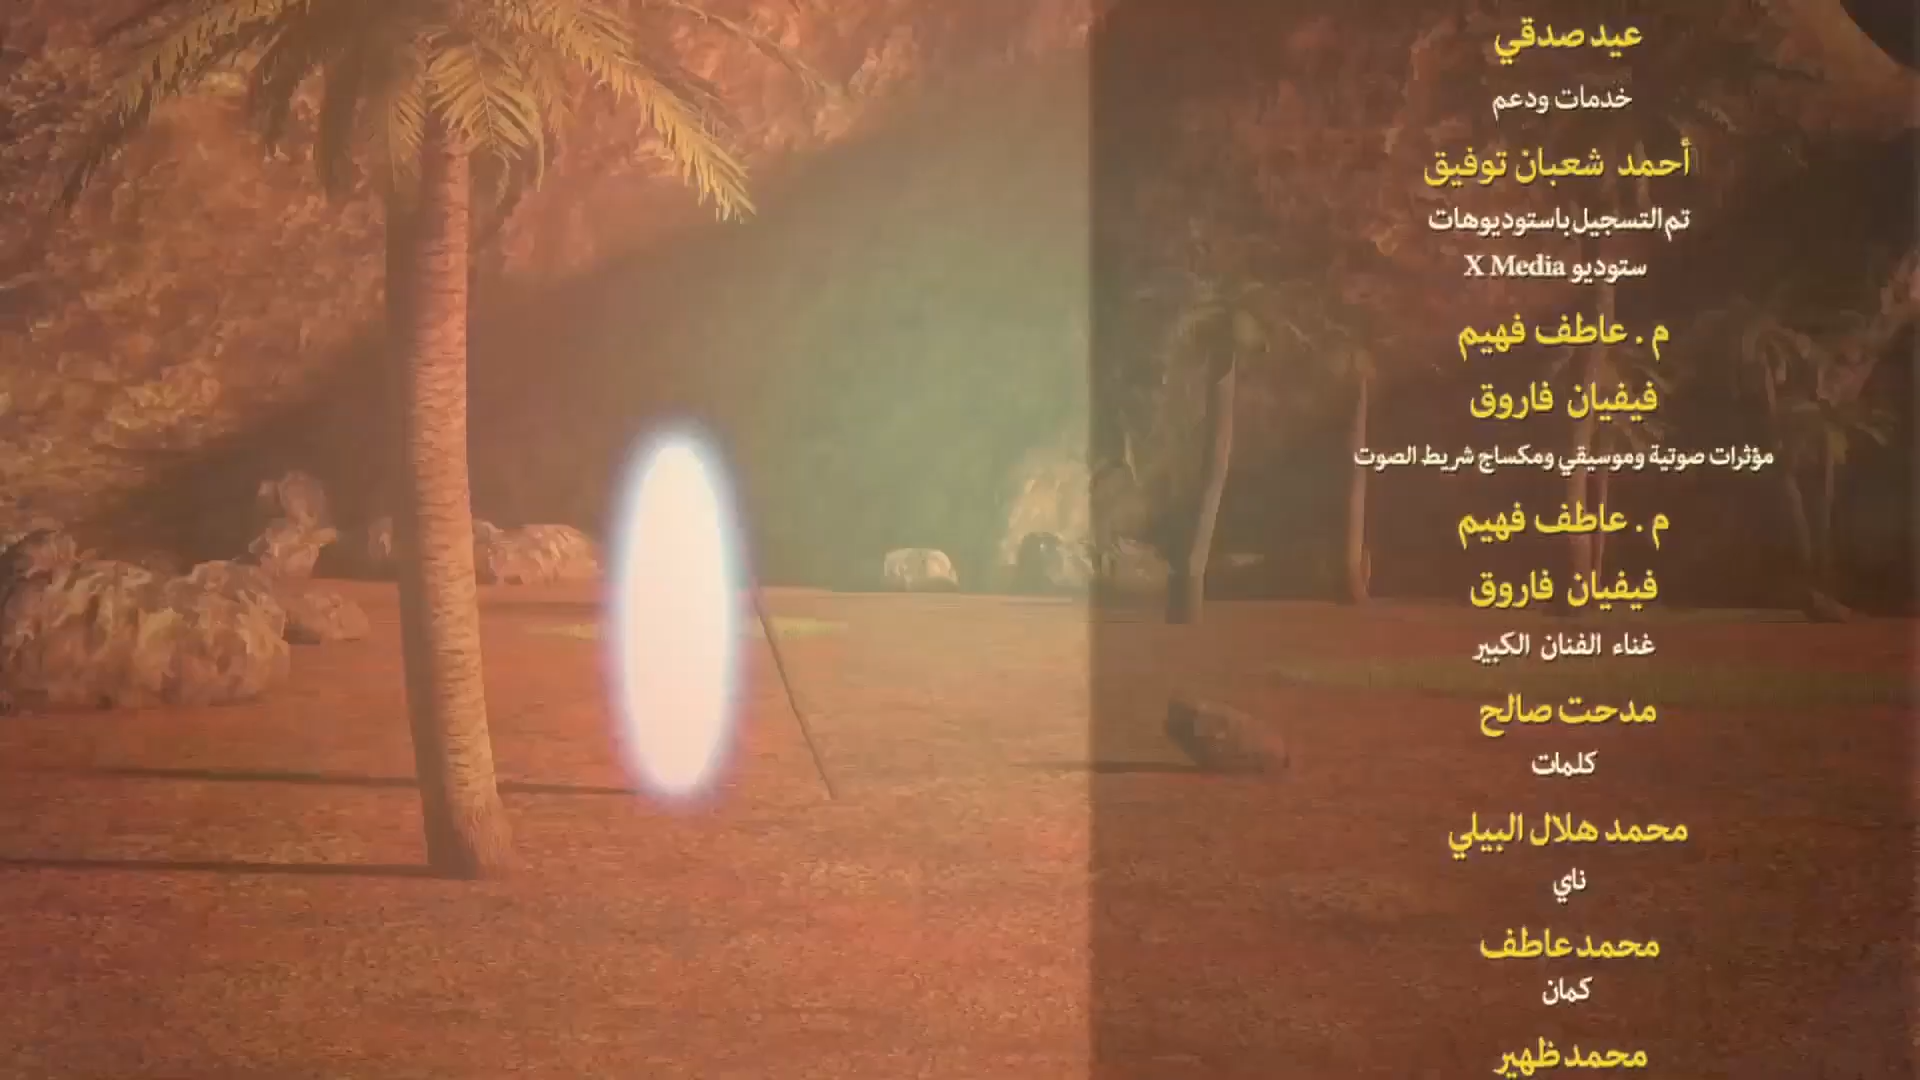 عيد صدقي
خدمات ودعم
أحمد شعبان توفيق
تم التسجيل باستوديوهات
ستوديو X Media
م . عاطف فهيم
فيفيان فاروق
مؤثرات صوتية وموسيقي ومكساج شريط الصوت
م . عاطف فهيم
فيفيان فاروق
غناء الفنان الكبير
مدحت صالح
كلمات
محمد هلال البيلي
ناي
محمد عاطف
كمان
محمد ظهير